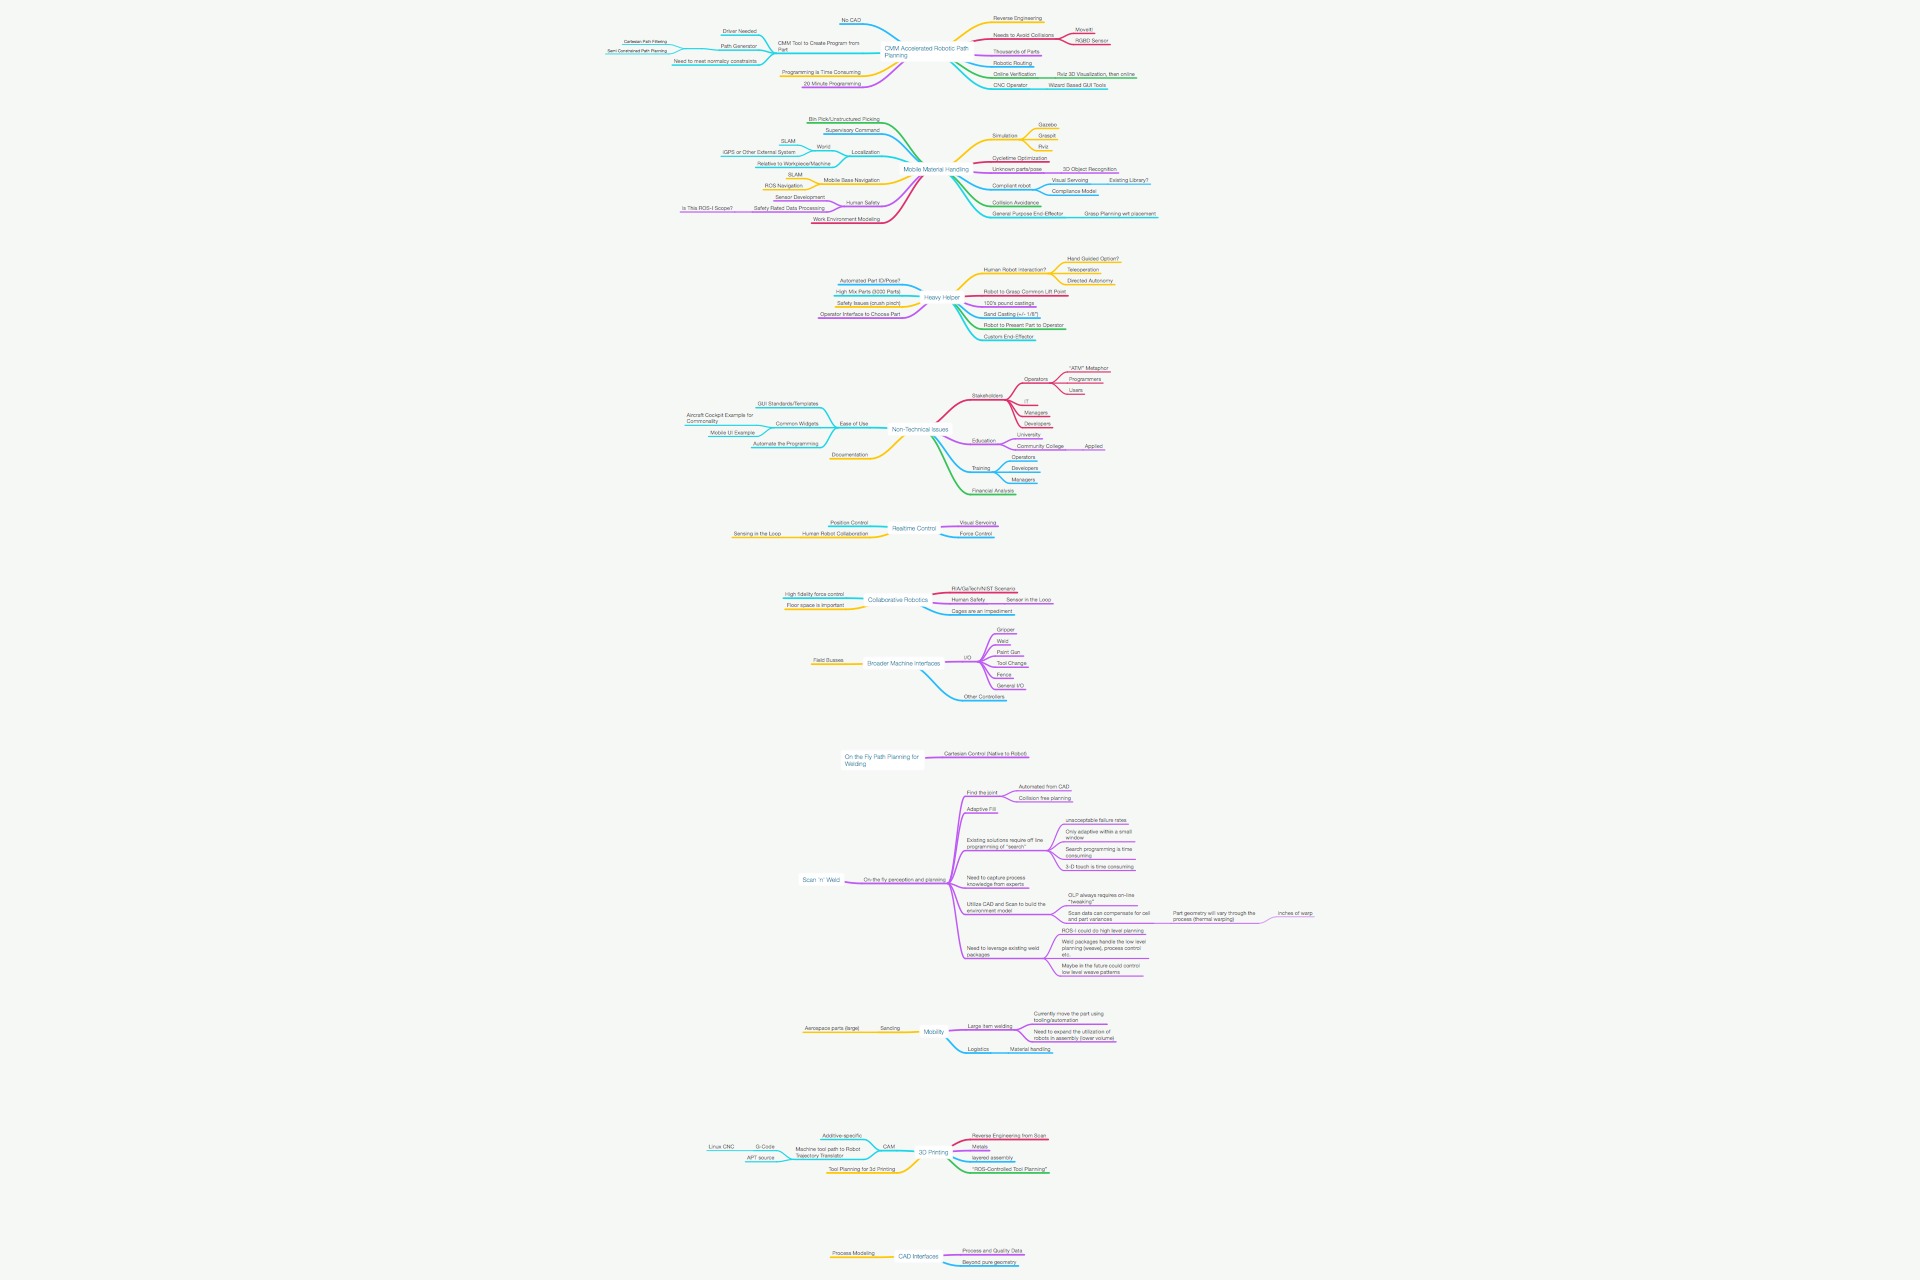 No CAD
Driver Needed
Cartesian Path Filtering
Semi Constrained Path Planning
Path Generator
Need to meet normalcy constraints
CMM Tool to Create Program from
Part
Programming is Time Consuming
20 Minute Programming
CMM Accelerated Robotic Path
Planning
Reverse Engineering
Needs to Avoid Collisions
MoveIt!
RGBD Sensor
Thousands of Parts
Robotic Routing
Online Verification
Rviz 3D Visualization, then online
CNC Operator
Wizard Based GUI Tools
Bin Pick/Unstructured Picking
Supervisory Command
SLAM
iGPS or Other External System
World
Relative to Workpiece/Machine
Localization
SLAM
ROS Navigation
Mobile Base Navigation
Sensor Development
Is This ROS-I Scope?
Safety Rated Data Processing
Human Safety
Work Environment Modeling
Mobile Material Handling
Simulation
Gazebo
GraspIt
Rviz
Cycletime Optimization
Unknown parts/pose
3D Object Recognition
Compliant robot
Visual Servoing
Existing Library?
Compliance Model
Collision Avoidance
General Purpose End-Effector
Grasp Planning wrt placement
Automated Part ID/Pose?
High Mix Parts (3000 Parts)
Safety Issues (crush pinch)
Operator Interface to Choose Part
Heavy Helper
Human Robot Interaction?
Hand Guided Option?
Teleoperation
Directed Autonomy
Robot to Grasp Common Lift Point
100's pound castings
Sand Casting (+/- 1/8")
Robot to Present Part to Operator
Custom End-Effector
GUI Standards/Templates
Aircraft Cockpit Example for
Commonality
Mobile UI Example
Common Widgets
Automate the Programming
Ease of Use
Documentation
Non-Technical Issues
Stakeholders
Operators
"ATM" Metaphor
Programmers
Users
IT
Managers
Developers
Education
University
Community College
Applied
Training
Operators
Developers
Managers
Financial Analysis
Position Control
Sensing in the Loop
Human Robot Collaboration
Realtime Control
Visual Servoing
Force Control
High fidelity force control
Floor space is important
Collaborative Robotics
RIA/GaTech/NIST Scenario
Human Safety
Sensor in the Loop
Cages are an impediment
Field Busses
Broader Machine Interfaces
I/O
Gripper
Weld
Paint Gun
Tool Change
Fence
General I/O
Other Controllers
On the Fly Path Planning for
Welding
Cartesian Control (Native to Robot)
Scan 'n' Weld
On-the fly perception and planning
Find the joint
Automated from CAD
Collision free planning
Adaptive Fill
Existing solutions require off line
programming of "search"
unacceptable failure rates
Only adaptive within a small
window
Search programming is time
consuming
3-D touch is time consuming
Need to capture process
knowledge from experts
Utilize CAD and Scan to build the
environment model
OLP always requires on-line
"tweaking"
Scan data can compensate for cell
and part variances
Part geometry will vary through the
process (thermal warping)
inches of warp
Need to leverage existing weld
packages
ROS-I could do high level planning
Weld packages handle the low level
planning (weave), process control
etc.
Maybe in the future could control
low level weave patterns
Aerospace parts (large)
Sanding
Mobility
Large item welding
Currently move the part using
tooling/automation
Need to expand the utilization of
robots in assembly (lower volume)
Logistics
Material handling
Additive-specific
Linux CNC
G-Code
APT source
Machine tool path to Robot
Trajectory Translator
CAM
Tool Planning for 3d Printing
3D Printing
Reverse Engineering from Scan
Metals
layered assembly
"ROS-Controlled Tool Planning"
Process Modeling
CAD Interfaces
Process and Quality Data
Beyond pure geometry